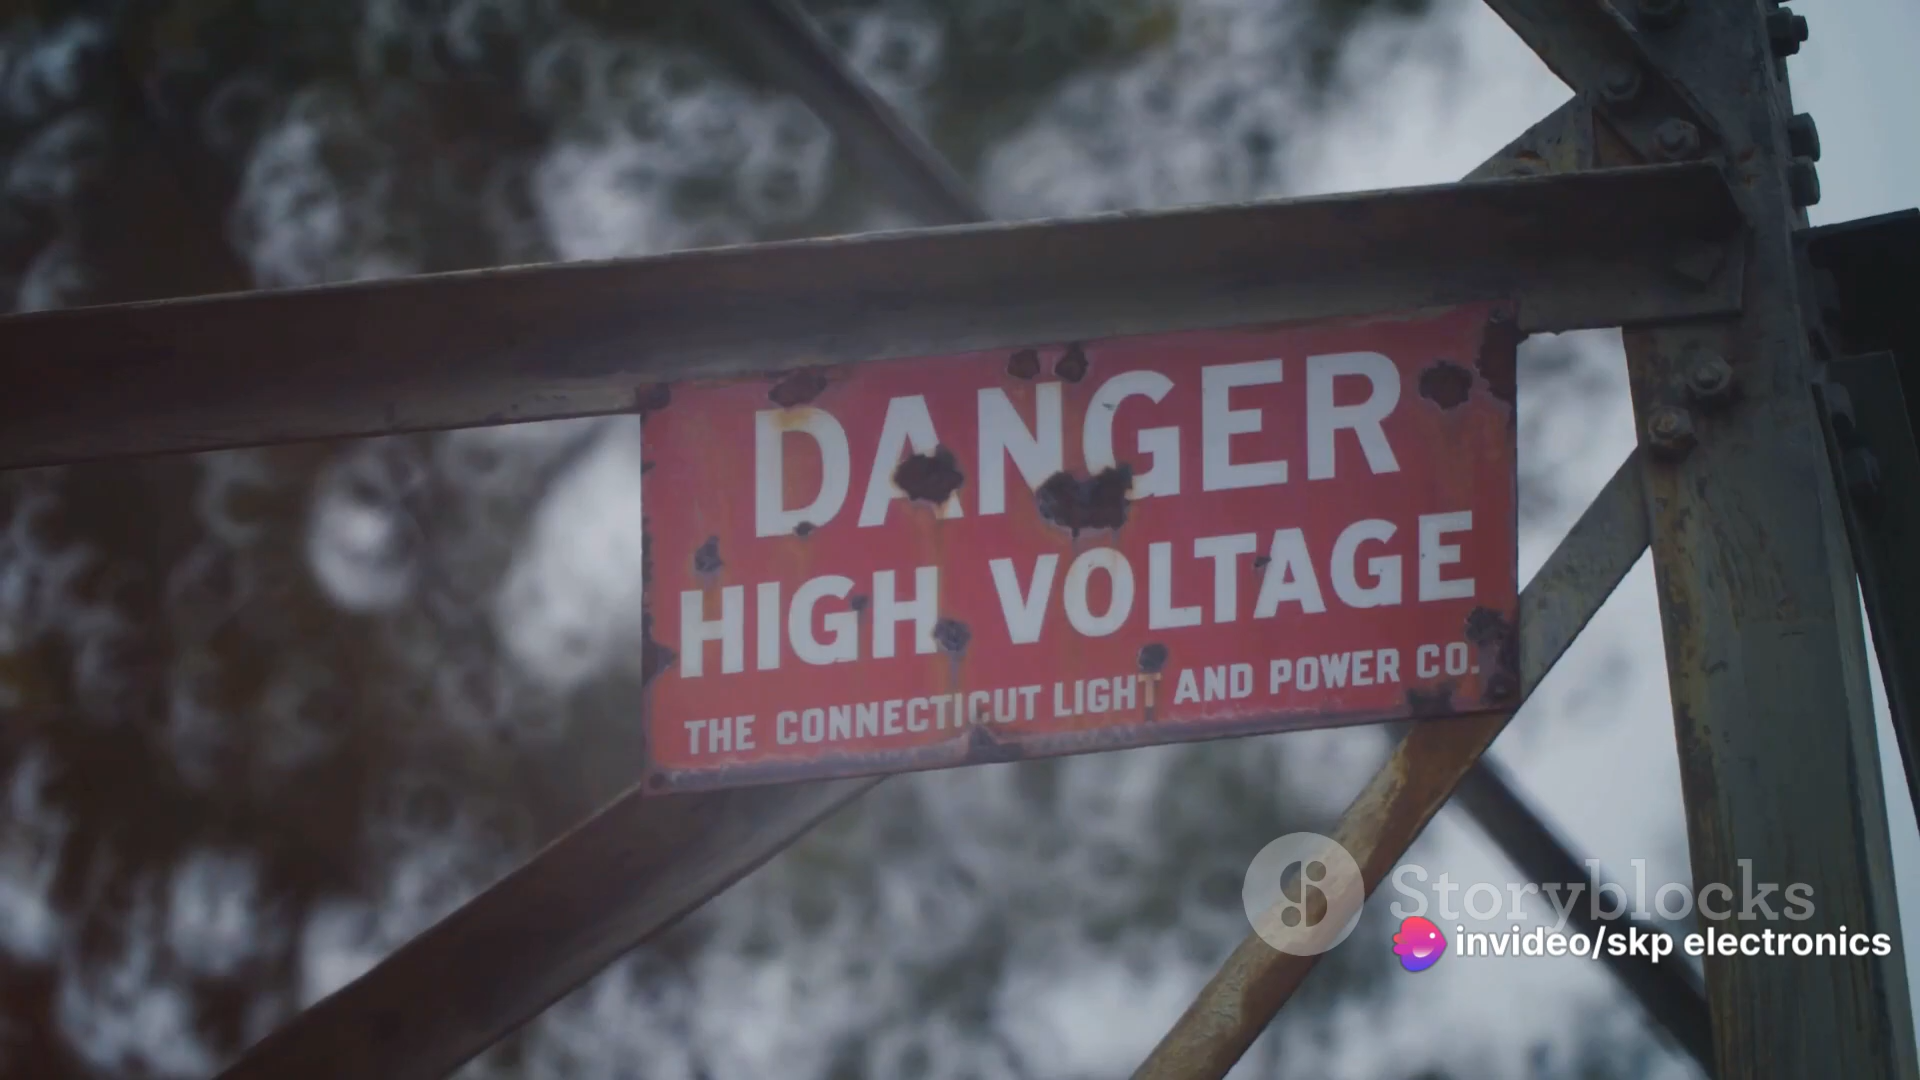 DANGER
HIGH VOLTAGE
THE CONNECTICUT LIGHT AND POWER CO.
Storyblocks
invideo/skp electronics